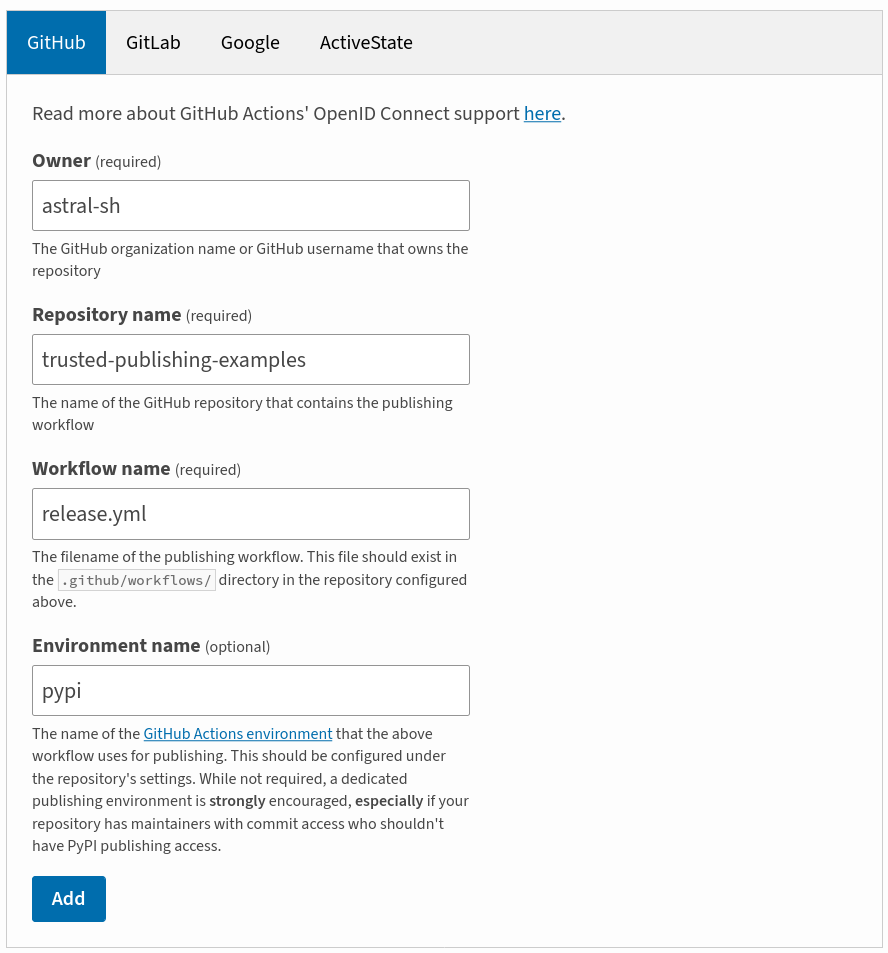 GitHub GitLab Google ActiveState
Read more about GitHub Actions' OpenID Connect support here.
Owner (required)
astral-sh
The GitHub organization name or GitHub username that owns the
repository
Repository name (required)
trusted-publishing-examples
The name of the GitHub repository that contains the publishing
workflow
Workflow name (required)
release.yml
The filename of the publishing workflow. This file should exist in
the .github/workflows/ directory in the repository configured
above.
Environment name (optional)
pypi
The name of the GitHub Actions environment that the above
workflow uses for publishing. This should be configured under
the repository's settings. While not required, a dedicated
publishing environment is strongly encouraged, especially if your
repository has maintainers with commit access who shouldn't
have PyPI publishing access.
Add